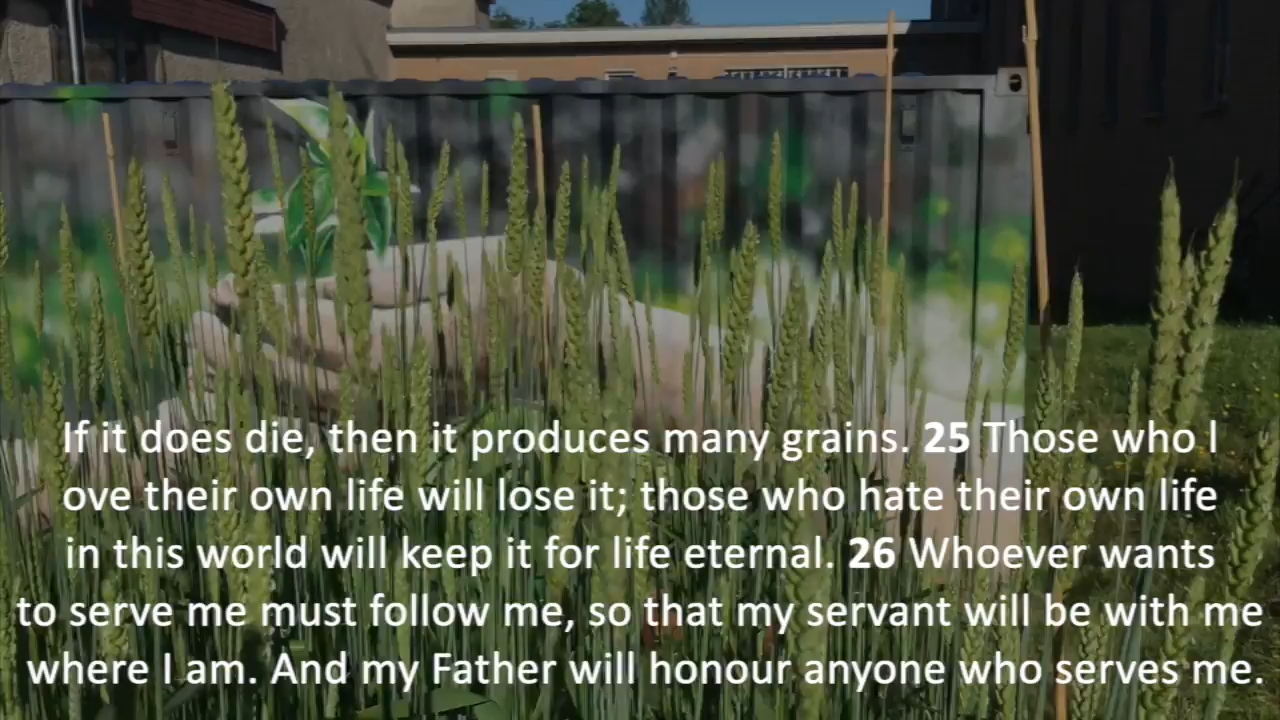 If it does die, then it produces many grains. 25 Those who l
ove their own life will lose it; those who hate their own life
in this world will keep it for life eternal. 26 Whoever wants
to serve me must follow me, so that my servant will be with me
where I am. And my Father will honour anyone who serves me.